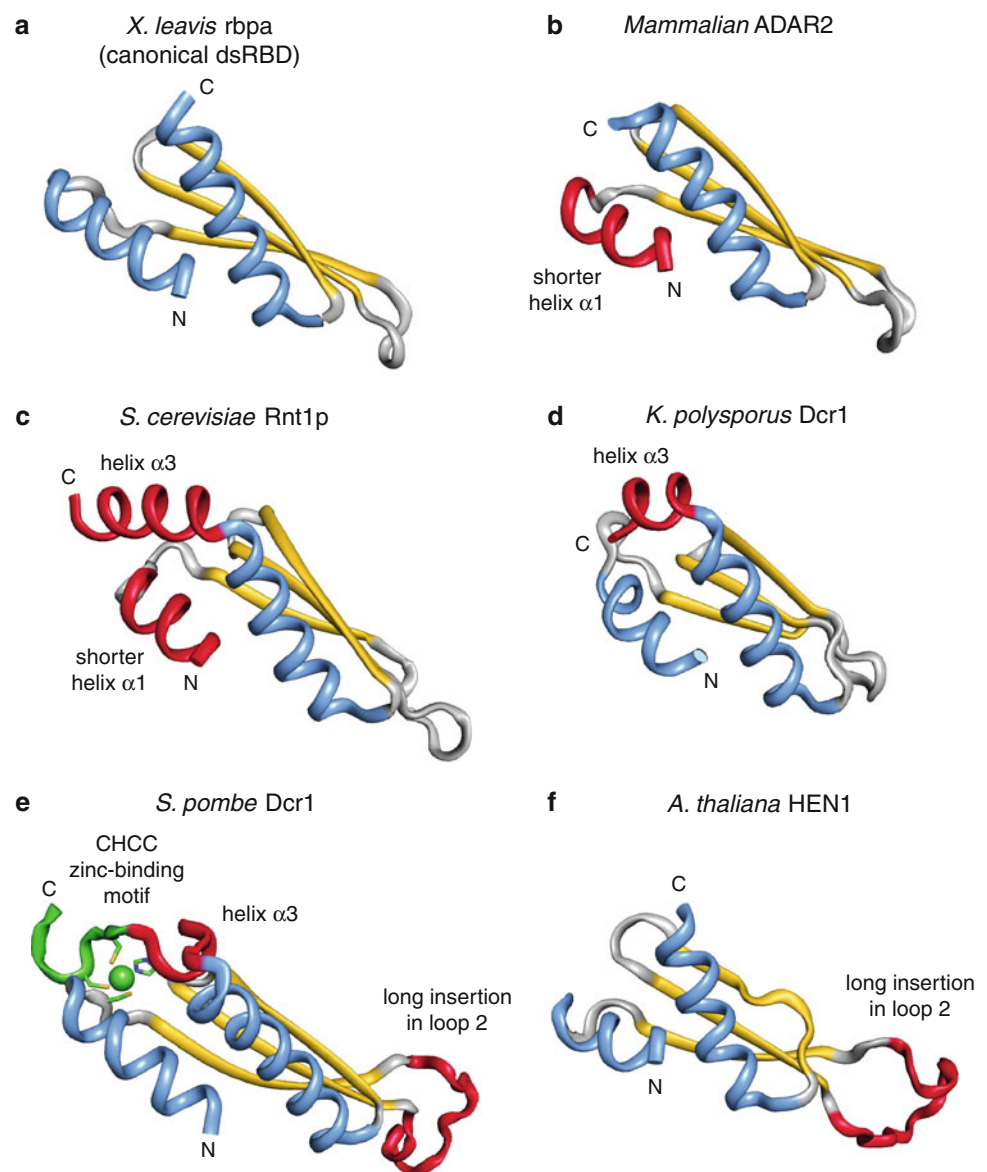 a
X. leavis rbpa
(canonical dsRBD)
C
N
b
Mammalian ADAR2
C
shorter
helix α1
N
c
S. cerevisiae Rnt1p
helix α3
C
shorter
helix α1
N
d
K. polysporus Dcr1
helix α3
C
N
e
S. pombe Dcr1
CHCC
zinc-binding
motif
C
helix α3
long insertion
in loop 2
N
f
A. thaliana HEN1
C
long insertion
in loop 2
N